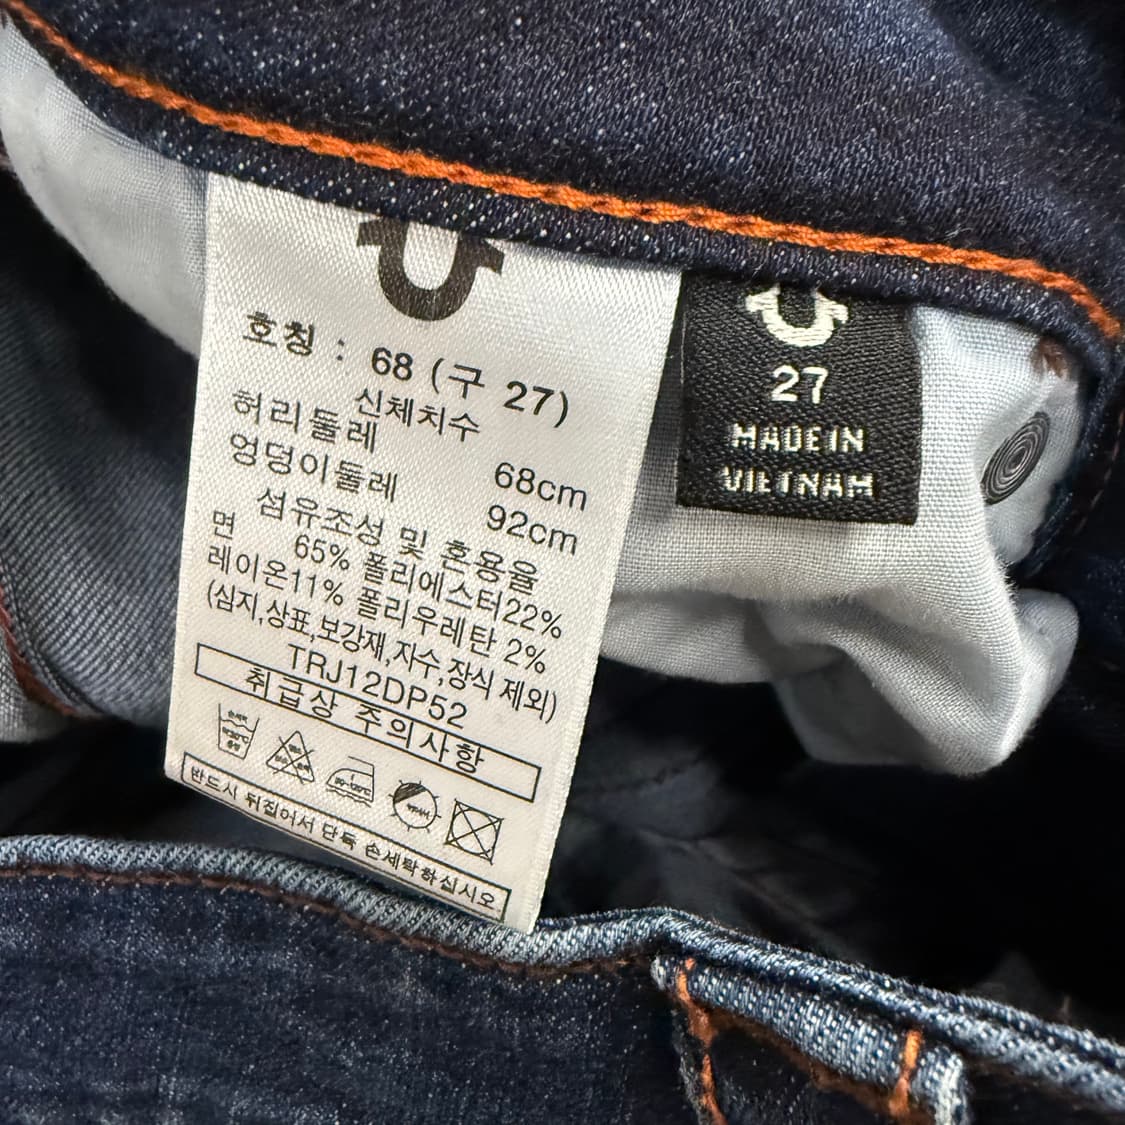 호칭 : 68 (구 27)
신체치수
허리둘레 68cm
엉덩이둘레 92cm
섬유조성 및 혼용율
면 65% 폴리에스터22%
레이온11% 폴리우레탄 2%
(심지,상표,보강재,자수,장식 제외)
TRJ12DP52
취급상 주의사항
반드시 뒤집어서 단독 손세탁하십시오
27
MADE IN
VIETNAM